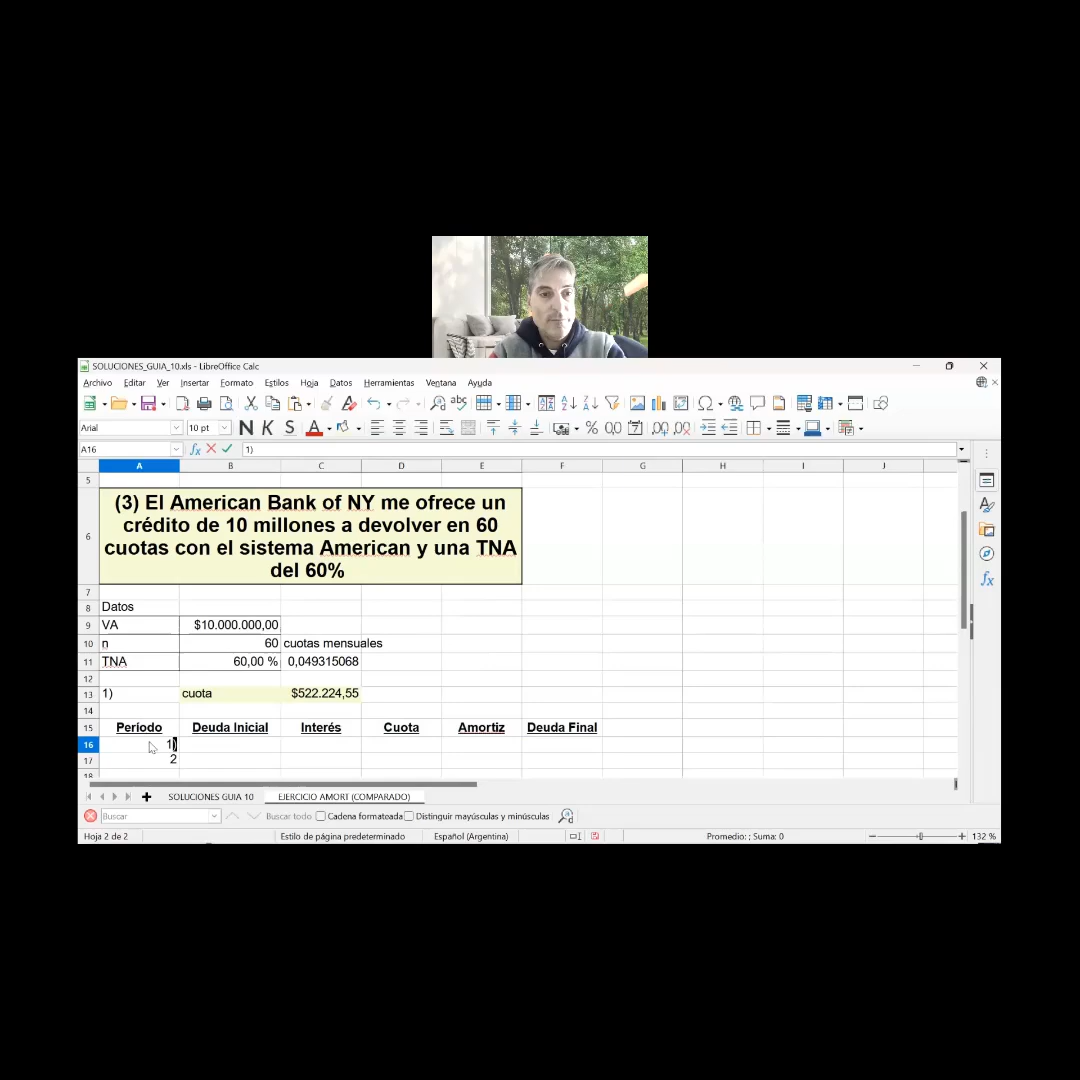 SOLUCIONES_GUIA_10.xls - LibreOffice Calc
Archivo Editar Ver Insertar Formato Estilos Hoja Datos Herramientas Ventana Ayuda
Arial 10 pt N K S A
A16 fx 1)
A B C D E F G H I J
5
6 (3) El American Bank of NY me ofrece un
crédito de 10 millones a devolver en 60
cuotas con el sistema American y una TNA
del 60%
7
8 Datos
9 VA $10.000.000,00
10 n 60 cuotas mensuales
11 TNA 60,00 % 0,049315068
12
13 1) cuota $522.224,55
14
15 Período Deuda Inicial Interés Cuota Amortiz Deuda Final
16 1)
17 2
18
SOLUCIONES GUIA 10 EJERCICIO AMORT (COMPARADO)
Buscar Buscar todo Cadena formateada Distinguir mayúsculas y minúsculas
Hoja 2 de 2 Estilo de página predeterminado Español (Argentina) Promedio: ; Suma: 0 132 %